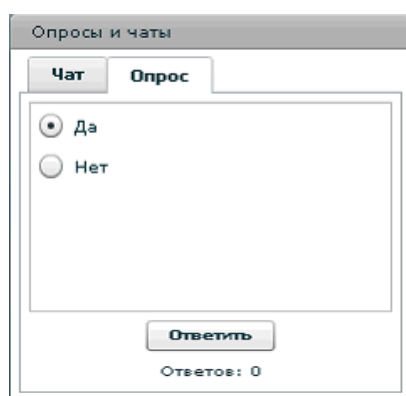 Опросы и чаты
Чат Опрос
Да
Нет
Ответить
Ответов: 0